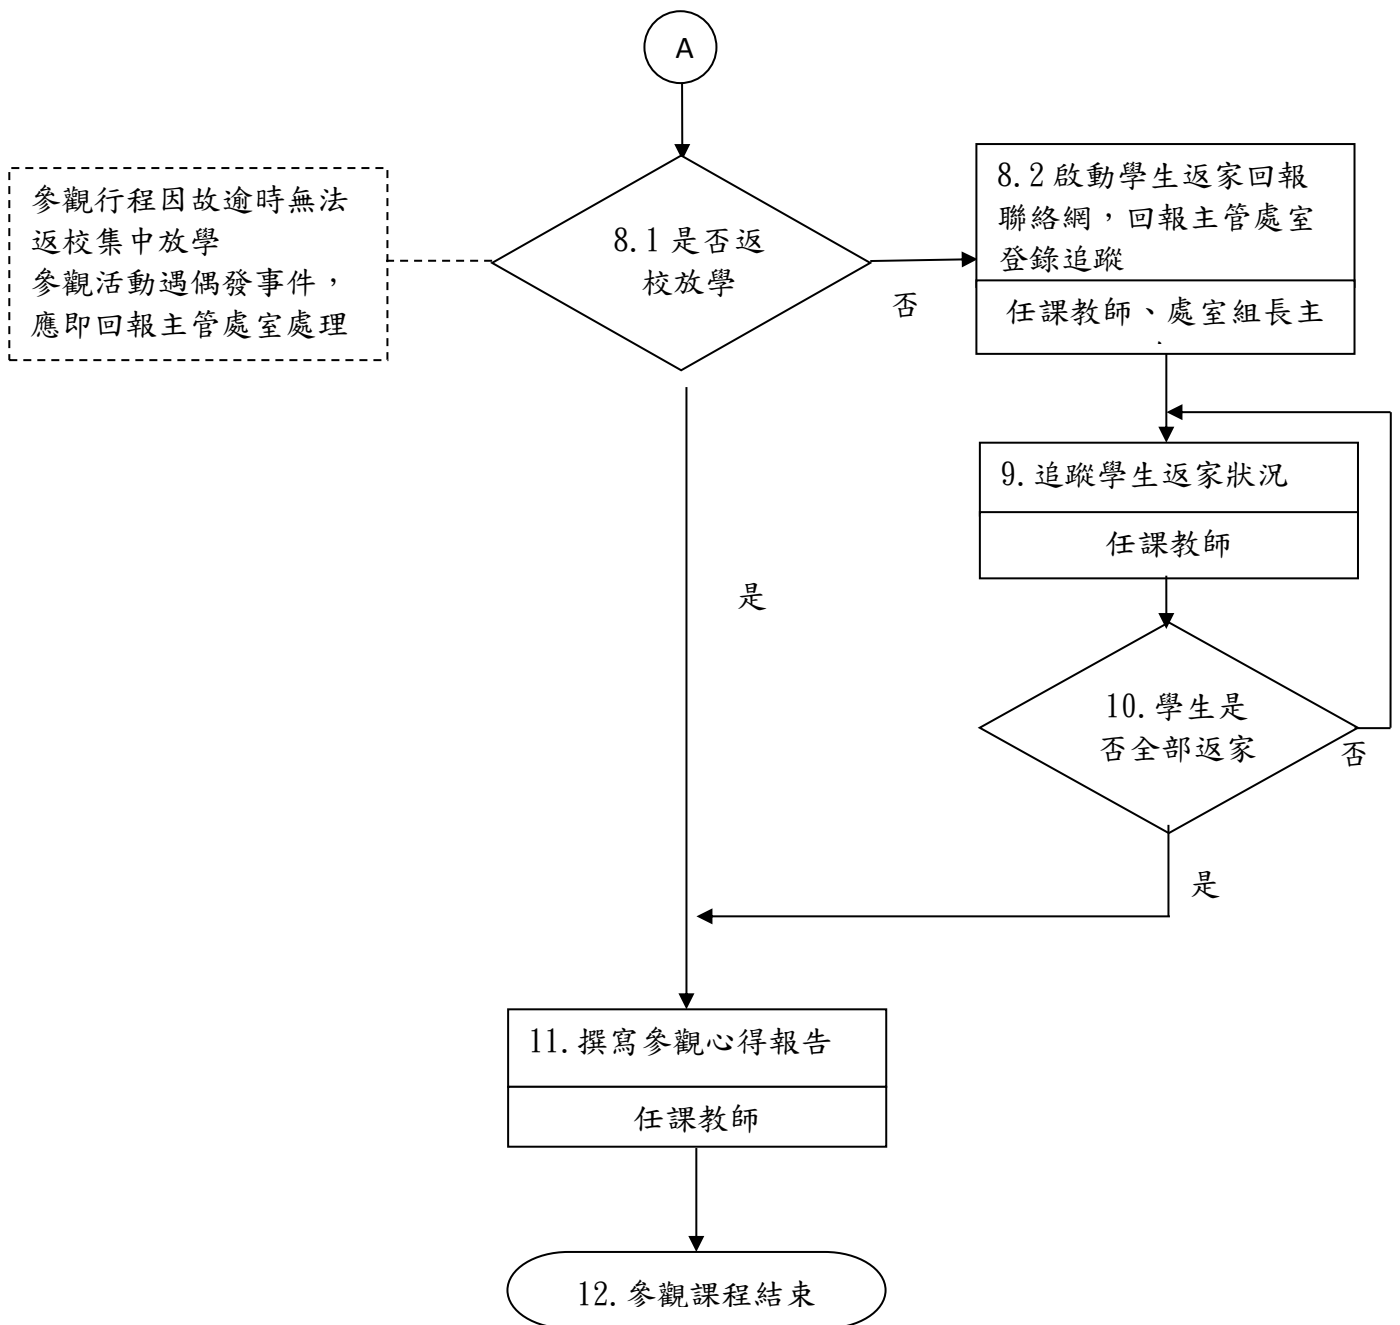 A
參觀行程因故逾時無法
返校集中放學
參觀活動遇偶發事件，
應即回報主管處室處理
8.1 是否返
校放學
否
8.2 啟動學生返家回報
聯絡網，回報主管處室
登錄追蹤
任課教師、處室組長主
9. 追蹤學生返家狀況
任課教師
是
10. 學生是
否全部返家
否
是
11. 撰寫參觀心得報告
任課教師
12. 參觀課程結束